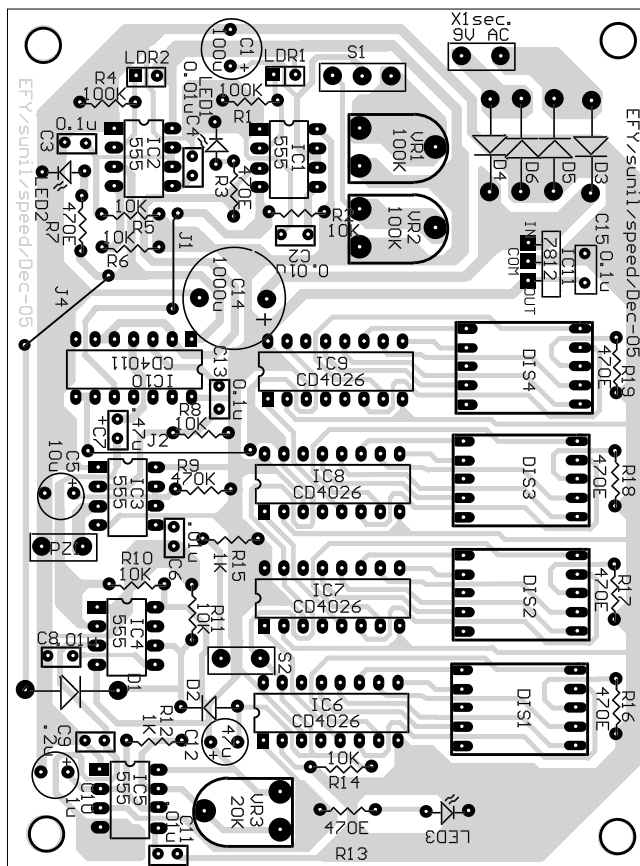 X1sec.
9V AC
LDR2
C1
100u
+
LDR1
S1
R4
100K
0.01u
C4
LED1
100K
R1
C3
0.1u
IC2
555
IC1
555
VR1
100K
VR2
100K
D4
D6
D5
D3
LED2
470E
R7
10K
R5
10K
R6
R3
470E
R2
10K
C2
0.01u
J1
J4
IN
COM
OUT
7812
IC11
C15
0.1u
EFY/sunil/speed/Dec-05
EFY/sunil/speed/Dec-05
C14
1000u
+
CD4011
IC10
C13
0.1u
IC9
CD4026
DIS4
470E
R19
.47u
+C7
R8
10K
J2
C5
10u
+
IC3
555
R9
470K
IC8
CD4026
DIS3
470E
R18
PZ1
.01u
C6
R15
1K
R10
10K
IC7
CD4026
DIS2
470E
R17
IC4
555
R11
10K
C8
.01u
D1
S2
D2
IC6
CD4026
DIS1
R16
470E
R12
1K
C12
47u
+
C9
.2u
+
1u
C10
IC5
555
.01u
C11
VR3
20K
10K
R14
470E
R13
LED3